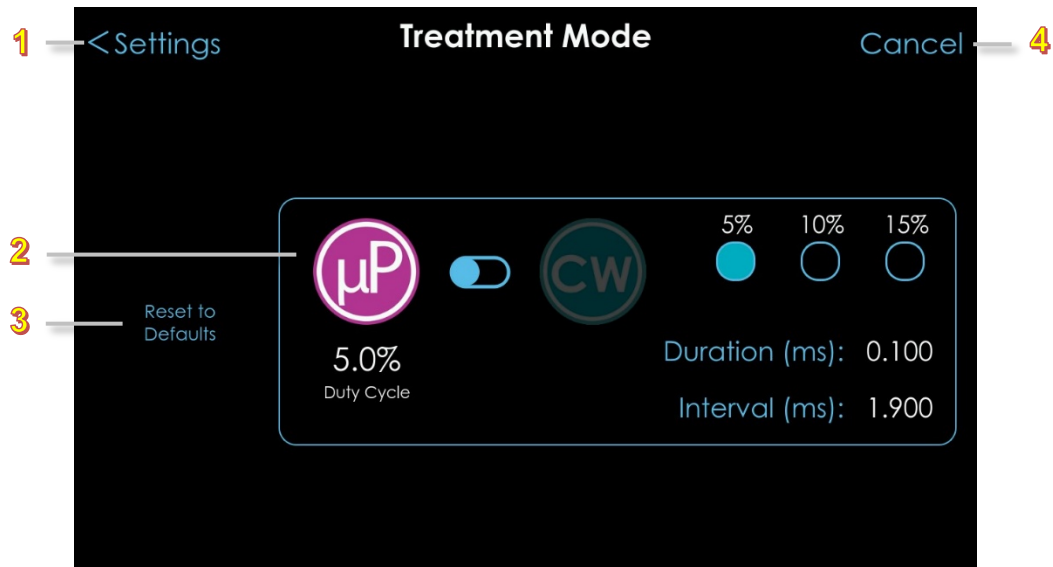 1
<Settings
Treatment Mode
Cancel
4
2
µP
CW
5%
10%
15%
3
Reset to
Defaults
5.0%
Duty Cycle
Duration (ms): 0.100
Interval (ms): 1.900